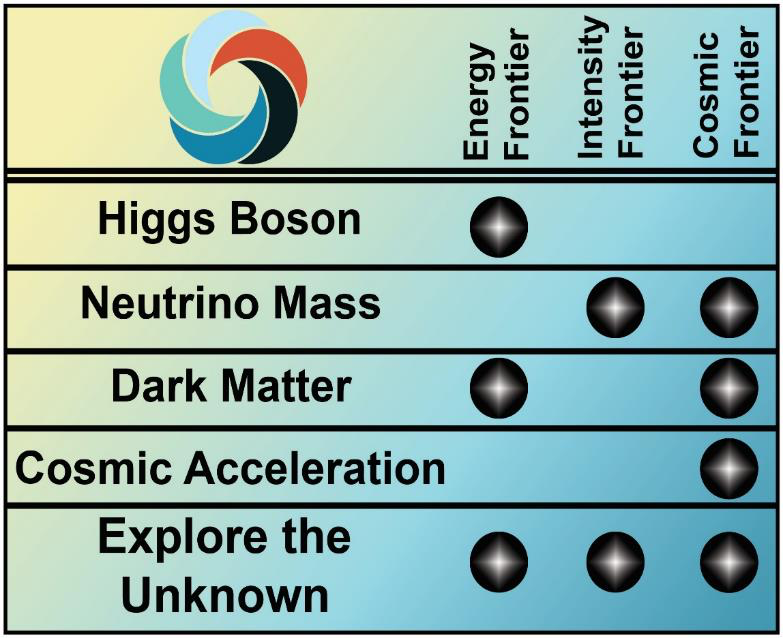 Energy
Frontier
Intensity
Frontier
Cosmic
Frontier
Higgs Boson
Neutrino Mass
Dark Matter
Cosmic Acceleration
Explore the
Unknown